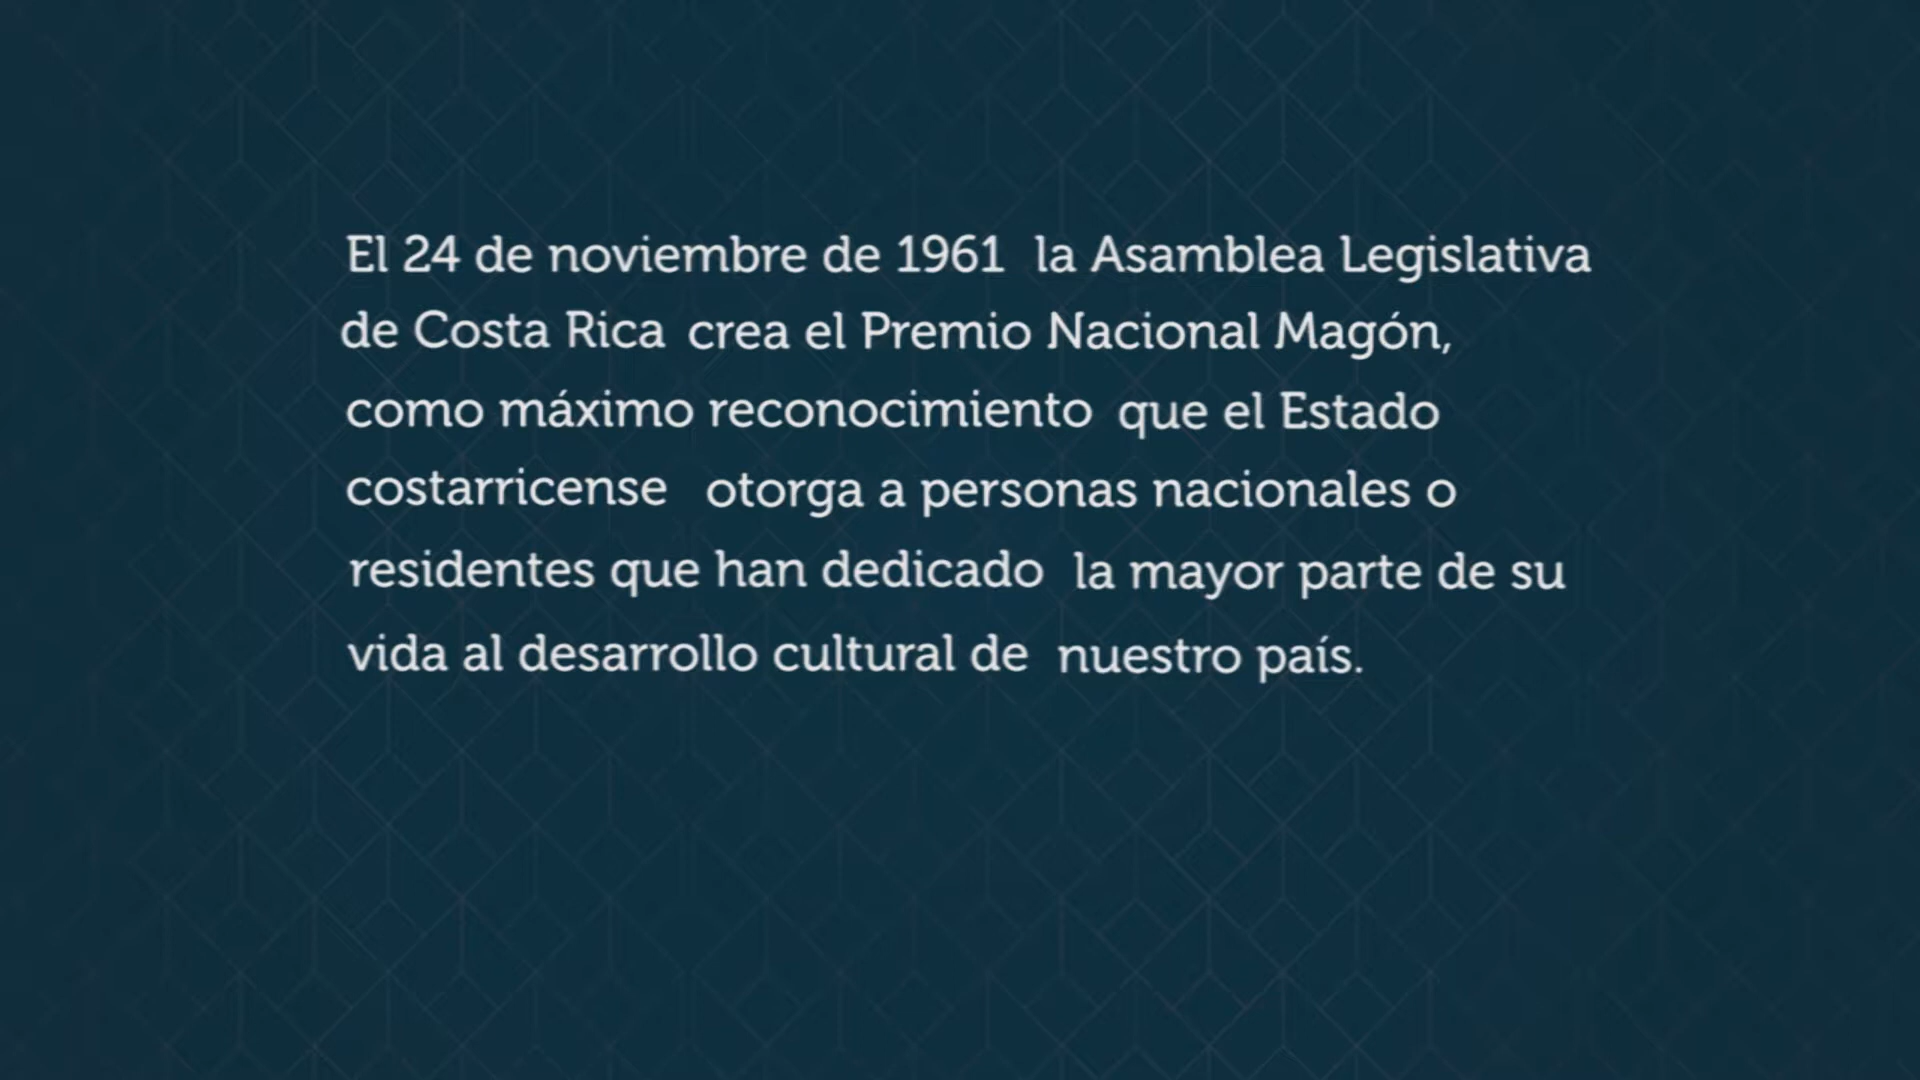 El 24 de noviembre de 1961 la Asamblea Legislativa
de Costa Rica crea el Premio Nacional Magón,
como máximo reconocimiento que el Estado
costarricense otorga a personas nacionales o
residentes que han dedicado la mayor parte de su
vida al desarrollo cultural de nuestro país.